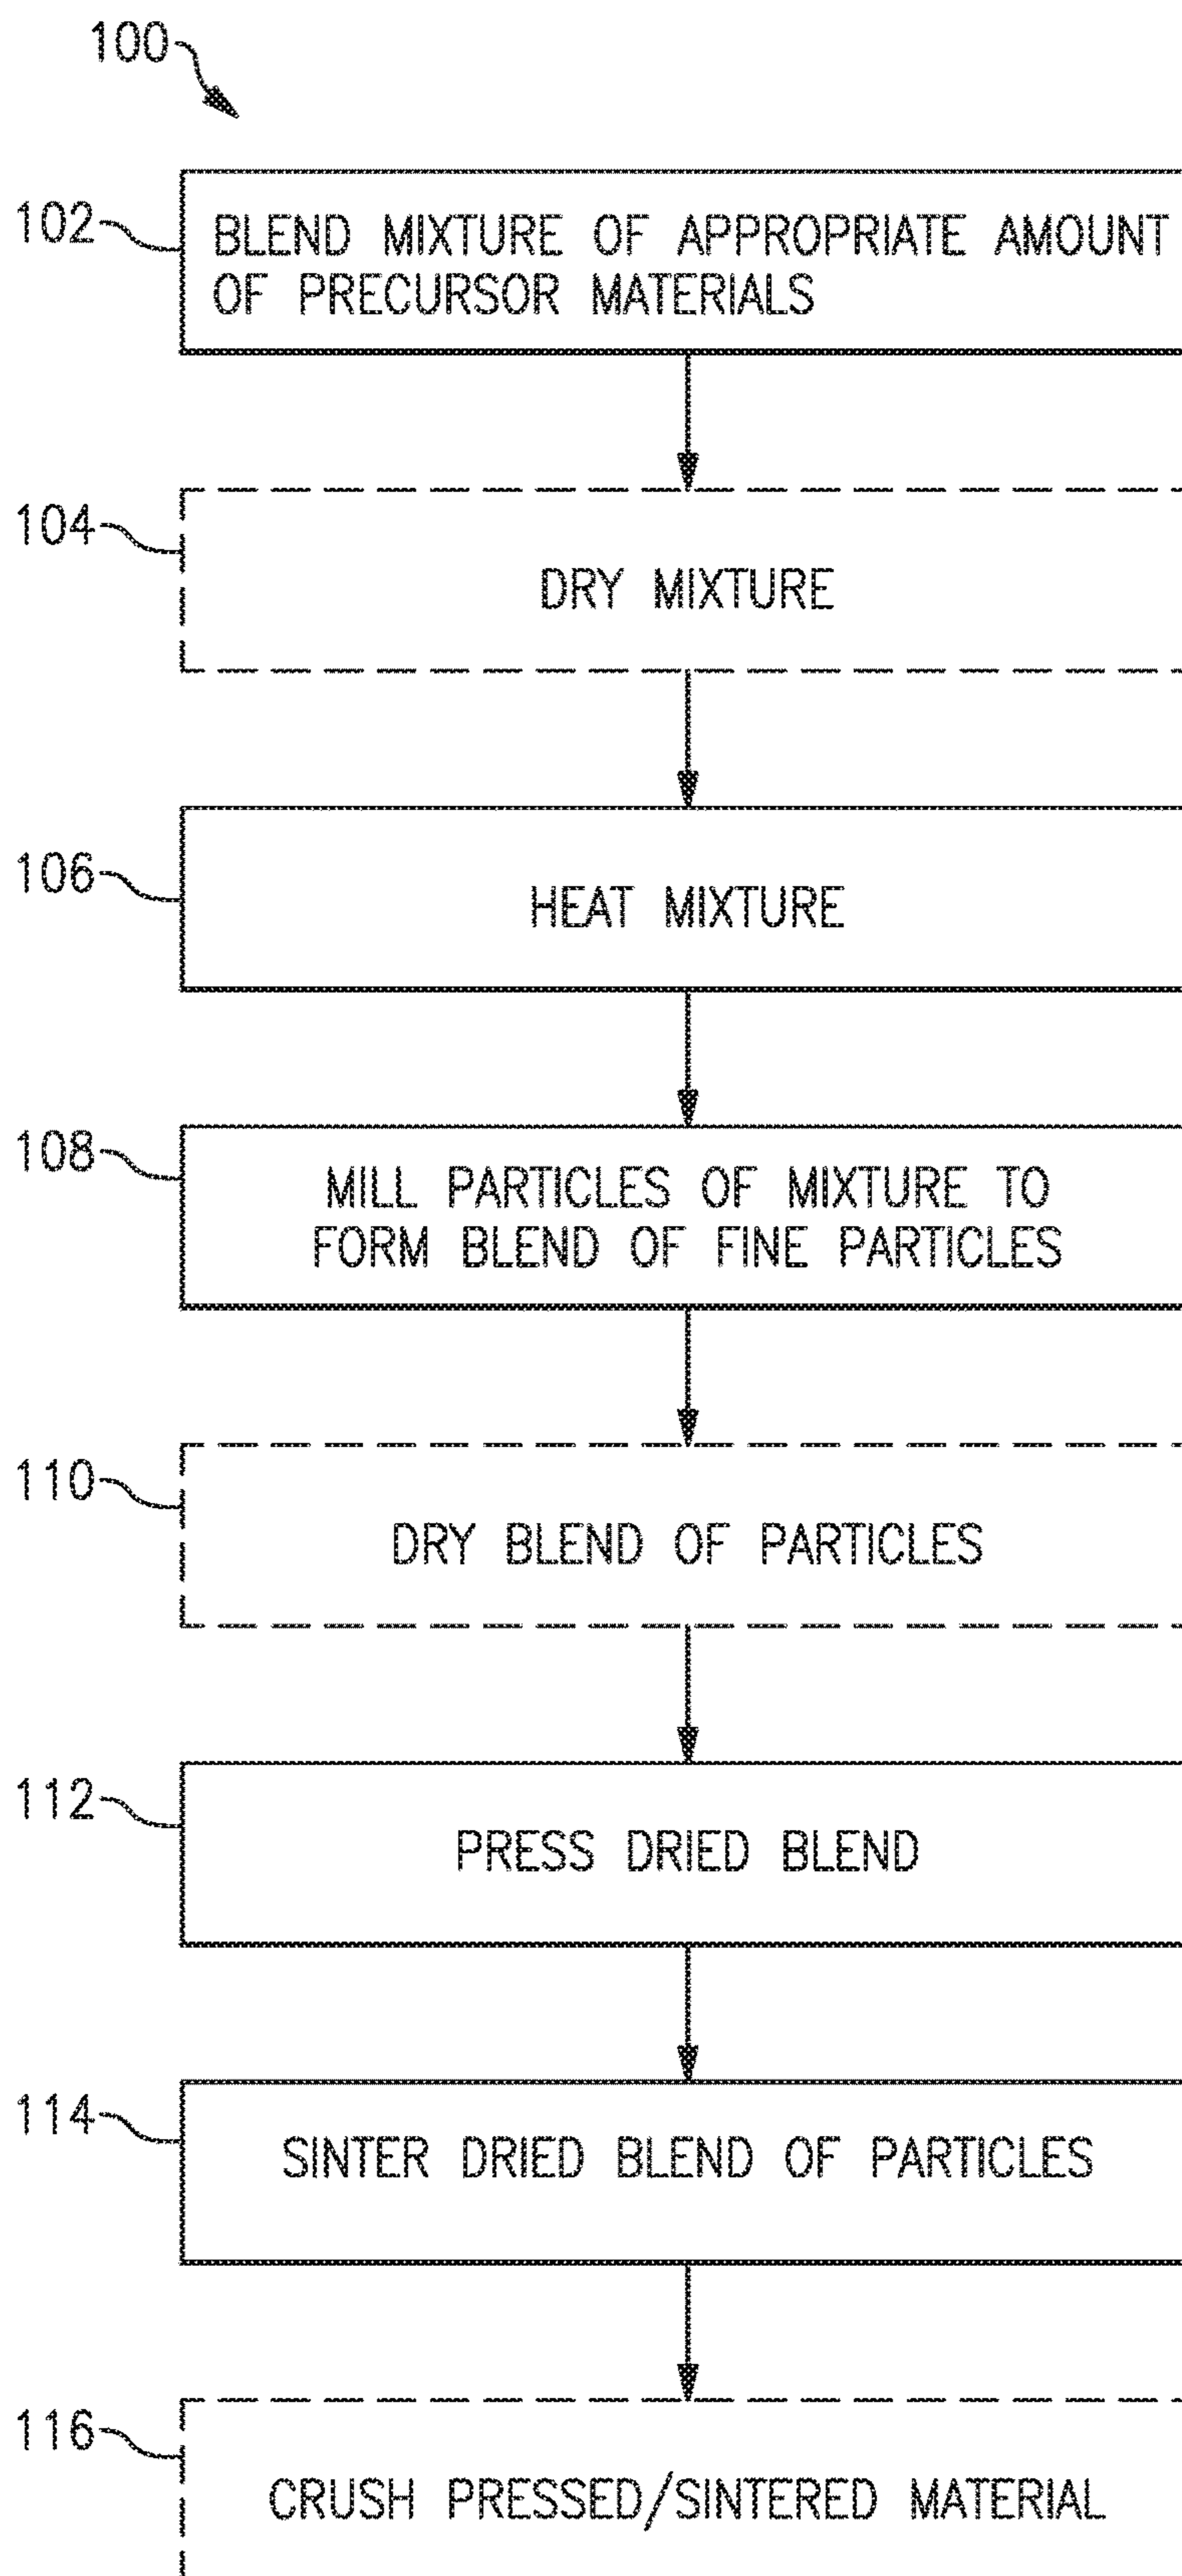 100
102
BLEND MIXTURE OF APPROPRIATE AMOUNT
OF PRECURSOR MATERIALS
104
DRY MIXTURE
106
HEAT MIXTURE
108
MILL PARTICLES OF MIXTURE TO
FORM BLEND OF FINE PARTICLES
110
DRY BLEND OF PARTICLES
112
PRESS DRIED BLEND
114
SINTER DRIED BLEND OF PARTICLES
116
CRUSH PRESSED/SINTERED MATERIAL